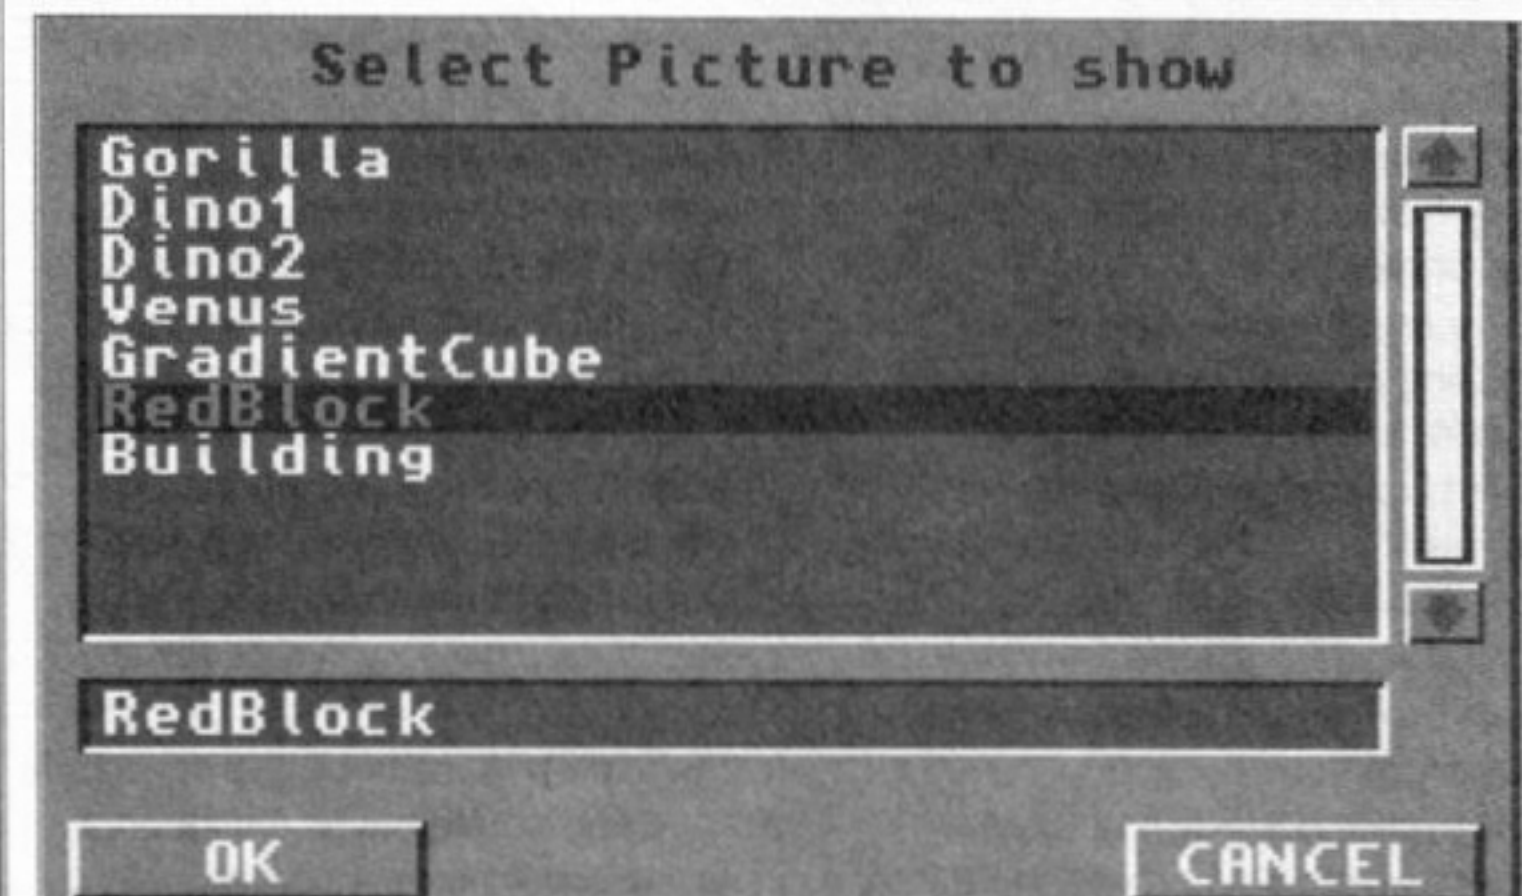 Select Picture to show
Gorilla
Dino1
Dino2
Venus
GradientCube
RedBlock
Building
RedBlock
OK
CANCEL